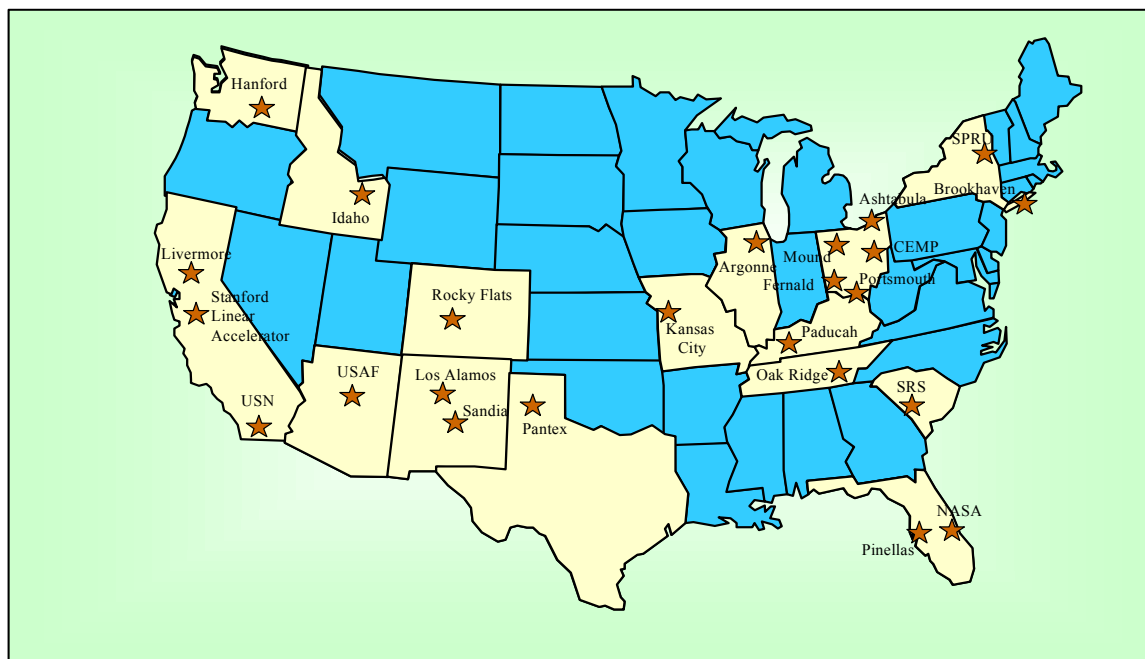 Hanford
SPRU
Brookhaven
Ashtabula
Idaho
Livermore
Mound
CEMP
Argonne
Fernald
Portsmouth
Stanford
Linear
Accelerator
Rocky Flats
Kansas
City
Paducah
USAF
Los Alamos
Oak Ridge
SRS
USN
Sandia
Pantex
NASA
Pinellas